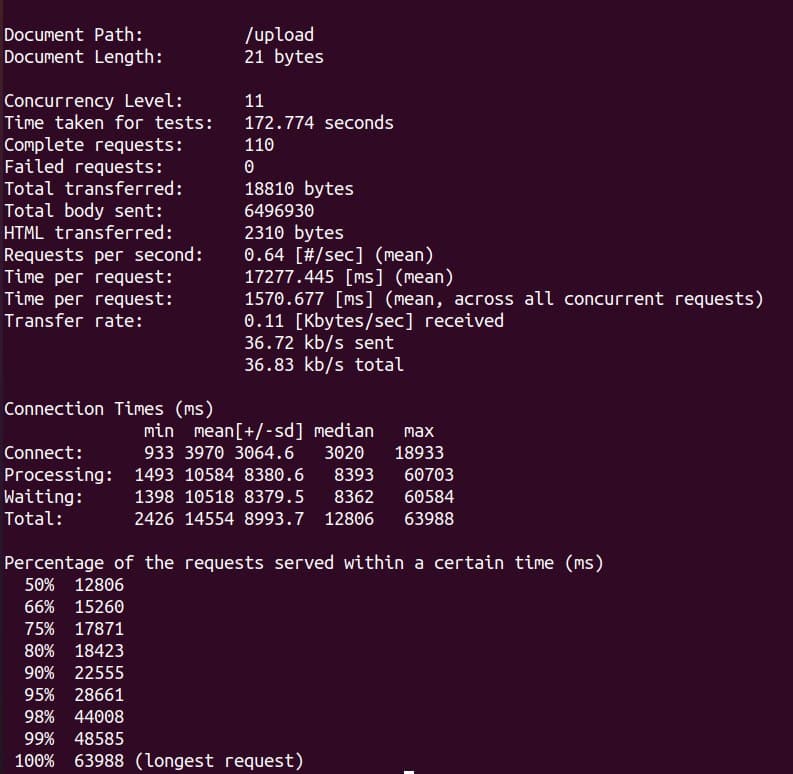 Document Path:          /upload
Document Length:        21 bytes

Concurrency Level:      11
Time taken for tests:   172.774 seconds
Complete requests:      110
Failed requests:        0
Total transferred:      18810 bytes
Total body sent:        6496930
HTML transferred:       2310 bytes
Requests per second:    0.64 [#/sec] (mean)
Time per request:       17277.445 [ms] (mean)
Time per request:       1570.677 [ms] (mean, across all concurrent requests)
Transfer rate:          0.11 [Kbytes/sec] received
                        36.72 kb/s sent
                        36.83 kb/s total

Connection Times (ms)
              min  mean[+/-sd] median   max
Connect:      933 3970 3064.6   3020   18933
Processing:  1493 10584 8380.6   8393   60703
Waiting:     1398 10518 8379.5   8362   60584
Total:       2426 14554 8993.7  12806   63988

Percentage of the requests served within a certain time (ms)
  50%  12806
  66%  15260
  75%  17871
  80%  18423
  90%  22555
  95%  28661
  98%  44008
  99%  48585
 100%  63988 (longest request)